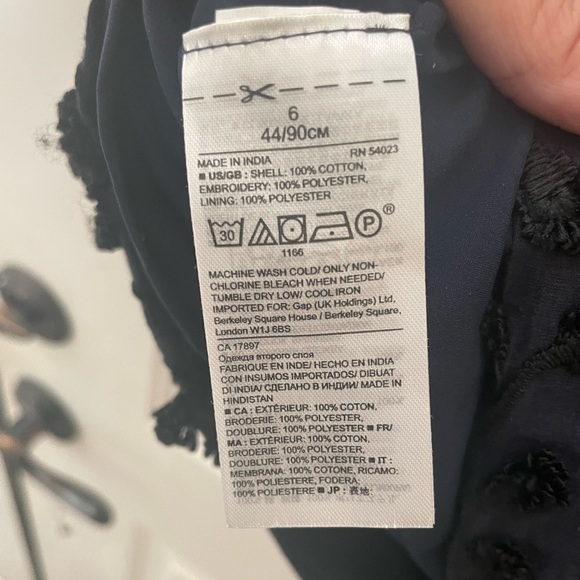 6
44/90CM
MADE IN INDIA RN 54023
■ US/GB : SHELL: 100% COTTON,
EMBROIDERY: 100% POLYESTER,
LINING: 100% POLYESTER
30 P ®
1166
MACHINE WASH COLD/ ONLY NON-
CHLORINE BLEACH WHEN NEEDED/
TUMBLE DRY LOW/ COOL IRON
IMPORTED FOR: Gap (UK Holdings) Ltd,
Berkeley Square House / Berkeley Square,
London W1J 6BS
CA 17897
Одежда второго слоя
FABRIQUE EN INDE/ HECHO EN INDIA
CON INSUMOS IMPORTADOS/ DIBUAT
DI INDIA/ СДЕЛАНО В ИНДИИ/ MADE IN
HINDISTAN
■ CA : EXTÉRIEUR: 100% COTON,
BRODERIE: 100% POLYESTER,
DOUBLURE: 100% POLYESTER ■ FR/
MA : EXTÉRIEUR: 100% COTON,
BRODERIE: 100% POLYESTER,
DOUBLURE: 100% POLYESTER ■ IT :
MEMBRANA: 100% COTONE, RICAMO:
100% POLIESTERE, FODERA:
100% POLIESTERE ■ JP : 表地: